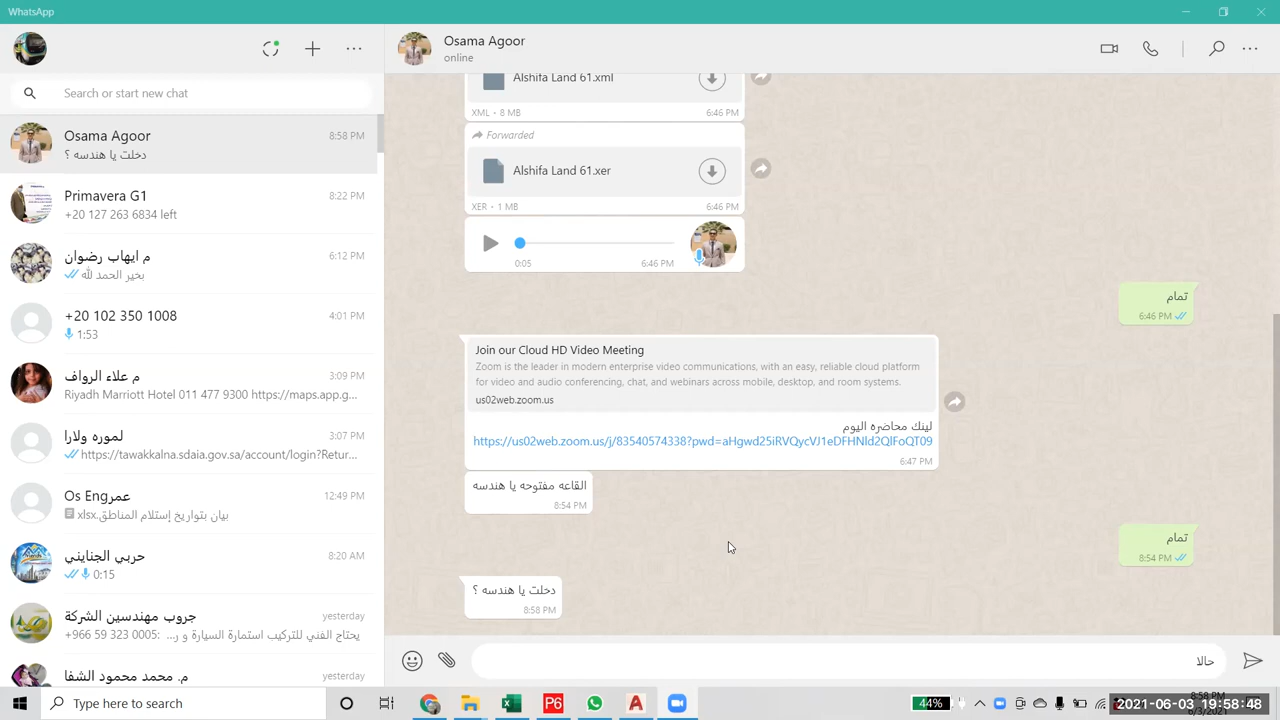 WhatsApp
Search or start new chat
Osama Agoor
8:58 PM
دخلت يا هندسه ؟
Primavera G1
8:22 PM
+20 127 263 6834 left
م ايهاب رضوان
6:12 PM
بخير الحمد لله
+20 102 350 1008
4:01 PM
1:53
م علاء الرواف
3:09 PM
Riyadh Marriott Hotel 011 477 9300 https://maps.app.g...
لموره ولارا
3:07 PM
https://tawakkalna.sdaia.gov.sa/account/login?Retur...
Os Engعمر
12:49 PM
بيان بتواريخ إستلام المناطق.xlsx
حربي الجنايني
8:20 AM
0:15
جروب مهندسين الشركة
yesterday
+966 59 323 0005: يحتاج الفني للتركيب استمارة السيارة و ر...
م. محمد محمود الشفا
yesterday
Osama Agoor
online
Alshifa Land 61.xml
XML • 8 MB
6:46 PM
Forwarded
Alshifa Land 61.xer
XER • 1 MB
6:46 PM
0:05
6:46 PM
تمام
6:46 PM
Join our Cloud HD Video Meeting
Zoom is the leader in modern enterprise video communications, with an easy, reliable cloud platform
for video and audio conferencing, chat, and webinars across mobile, desktop, and room systems.
us02web.zoom.us
لينك محاضره اليوم
https://us02web.zoom.us/j/83540574338?pwd=aHgwd25iRVQycVJ1eDFHNld2QlFoQT09
6:47 PM
القاعه مفتوحه يا هندسه
8:54 PM
تمام
8:54 PM
دخلت يا هندسه ؟
8:58 PM
حالا
Type here to search
P6
44%
8:58 PM
2021-06-03 19:58:48